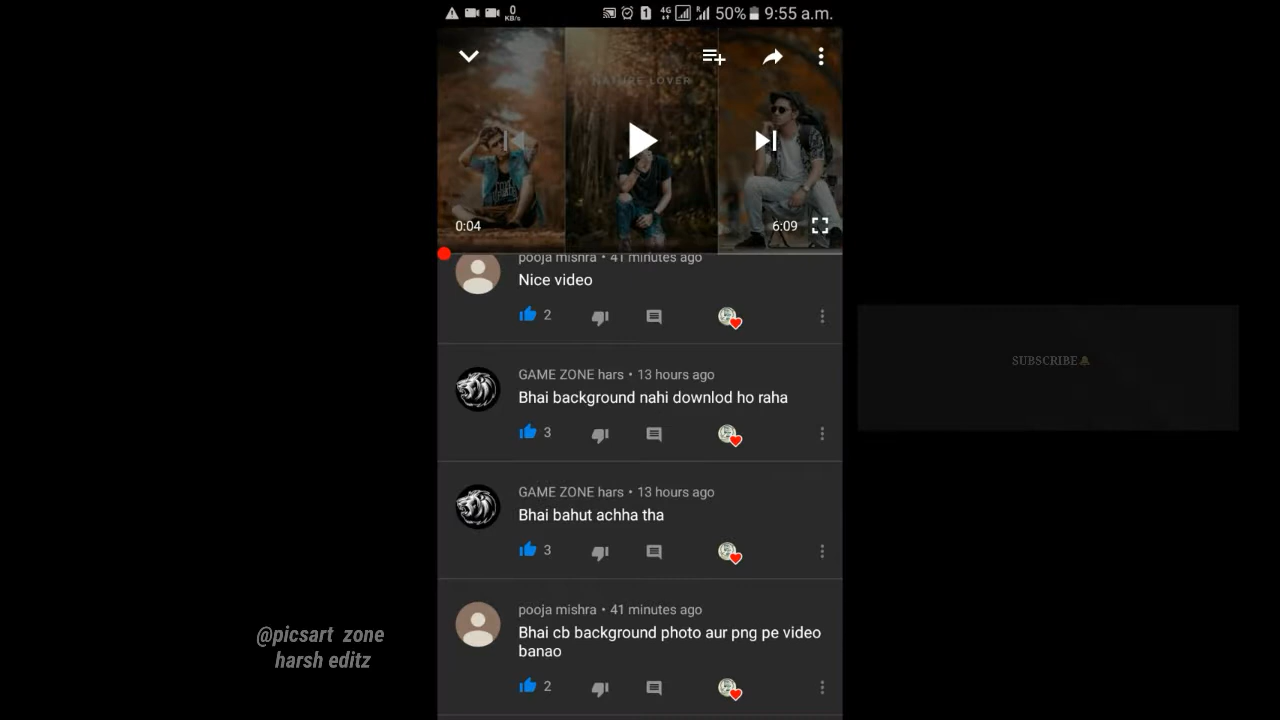 0
KB/s
1
4G
R
50%
9:55 a.m.
NATURE LOVER
0:04
6:09
pooja mishra • 41 minutes ago
Nice video
2
GAME ZONE hars • 13 hours ago
Bhai background nahi downlod ho raha
3
GAME ZONE hars • 13 hours ago
Bhai bahut achha tha
3
pooja mishra • 41 minutes ago
Bhai cb background photo aur png pe video
banao
2
SUBSCRIBE🔔
@picsart zone
harsh editz